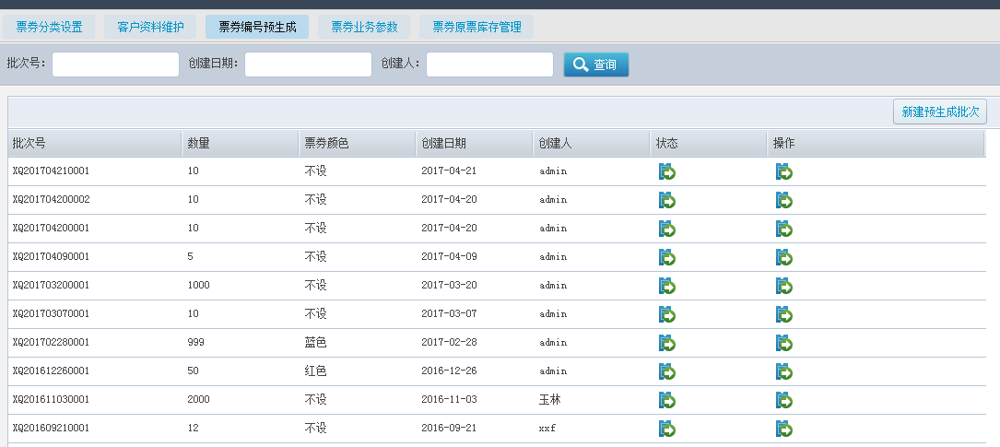 票券分类设置 客户资料维护 票券编号预生成 票券业务参数 票券原票库存管理
批次号: 创建日期: 创建人: 查询
新建预生成批次
批次号 数量 票券颜色 创建日期 创建人 状态 操作
XQ201704210001 10 不设 2017-04-21 admin
XQ201704200002 10 不设 2017-04-20 admin
XQ201704200001 10 不设 2017-04-20 admin
XQ201704090001 5 不设 2017-04-09 admin
XQ201703200001 1000 不设 2017-03-20 admin
XQ201703070001 10 不设 2017-03-07 admin
XQ201702280001 999 蓝色 2017-02-28 admin
XQ201612260001 50 红色 2016-12-26 admin
XQ201611030001 2000 不设 2016-11-03 玉林
XQ201609210001 12 不设 2016-09-21 xxf